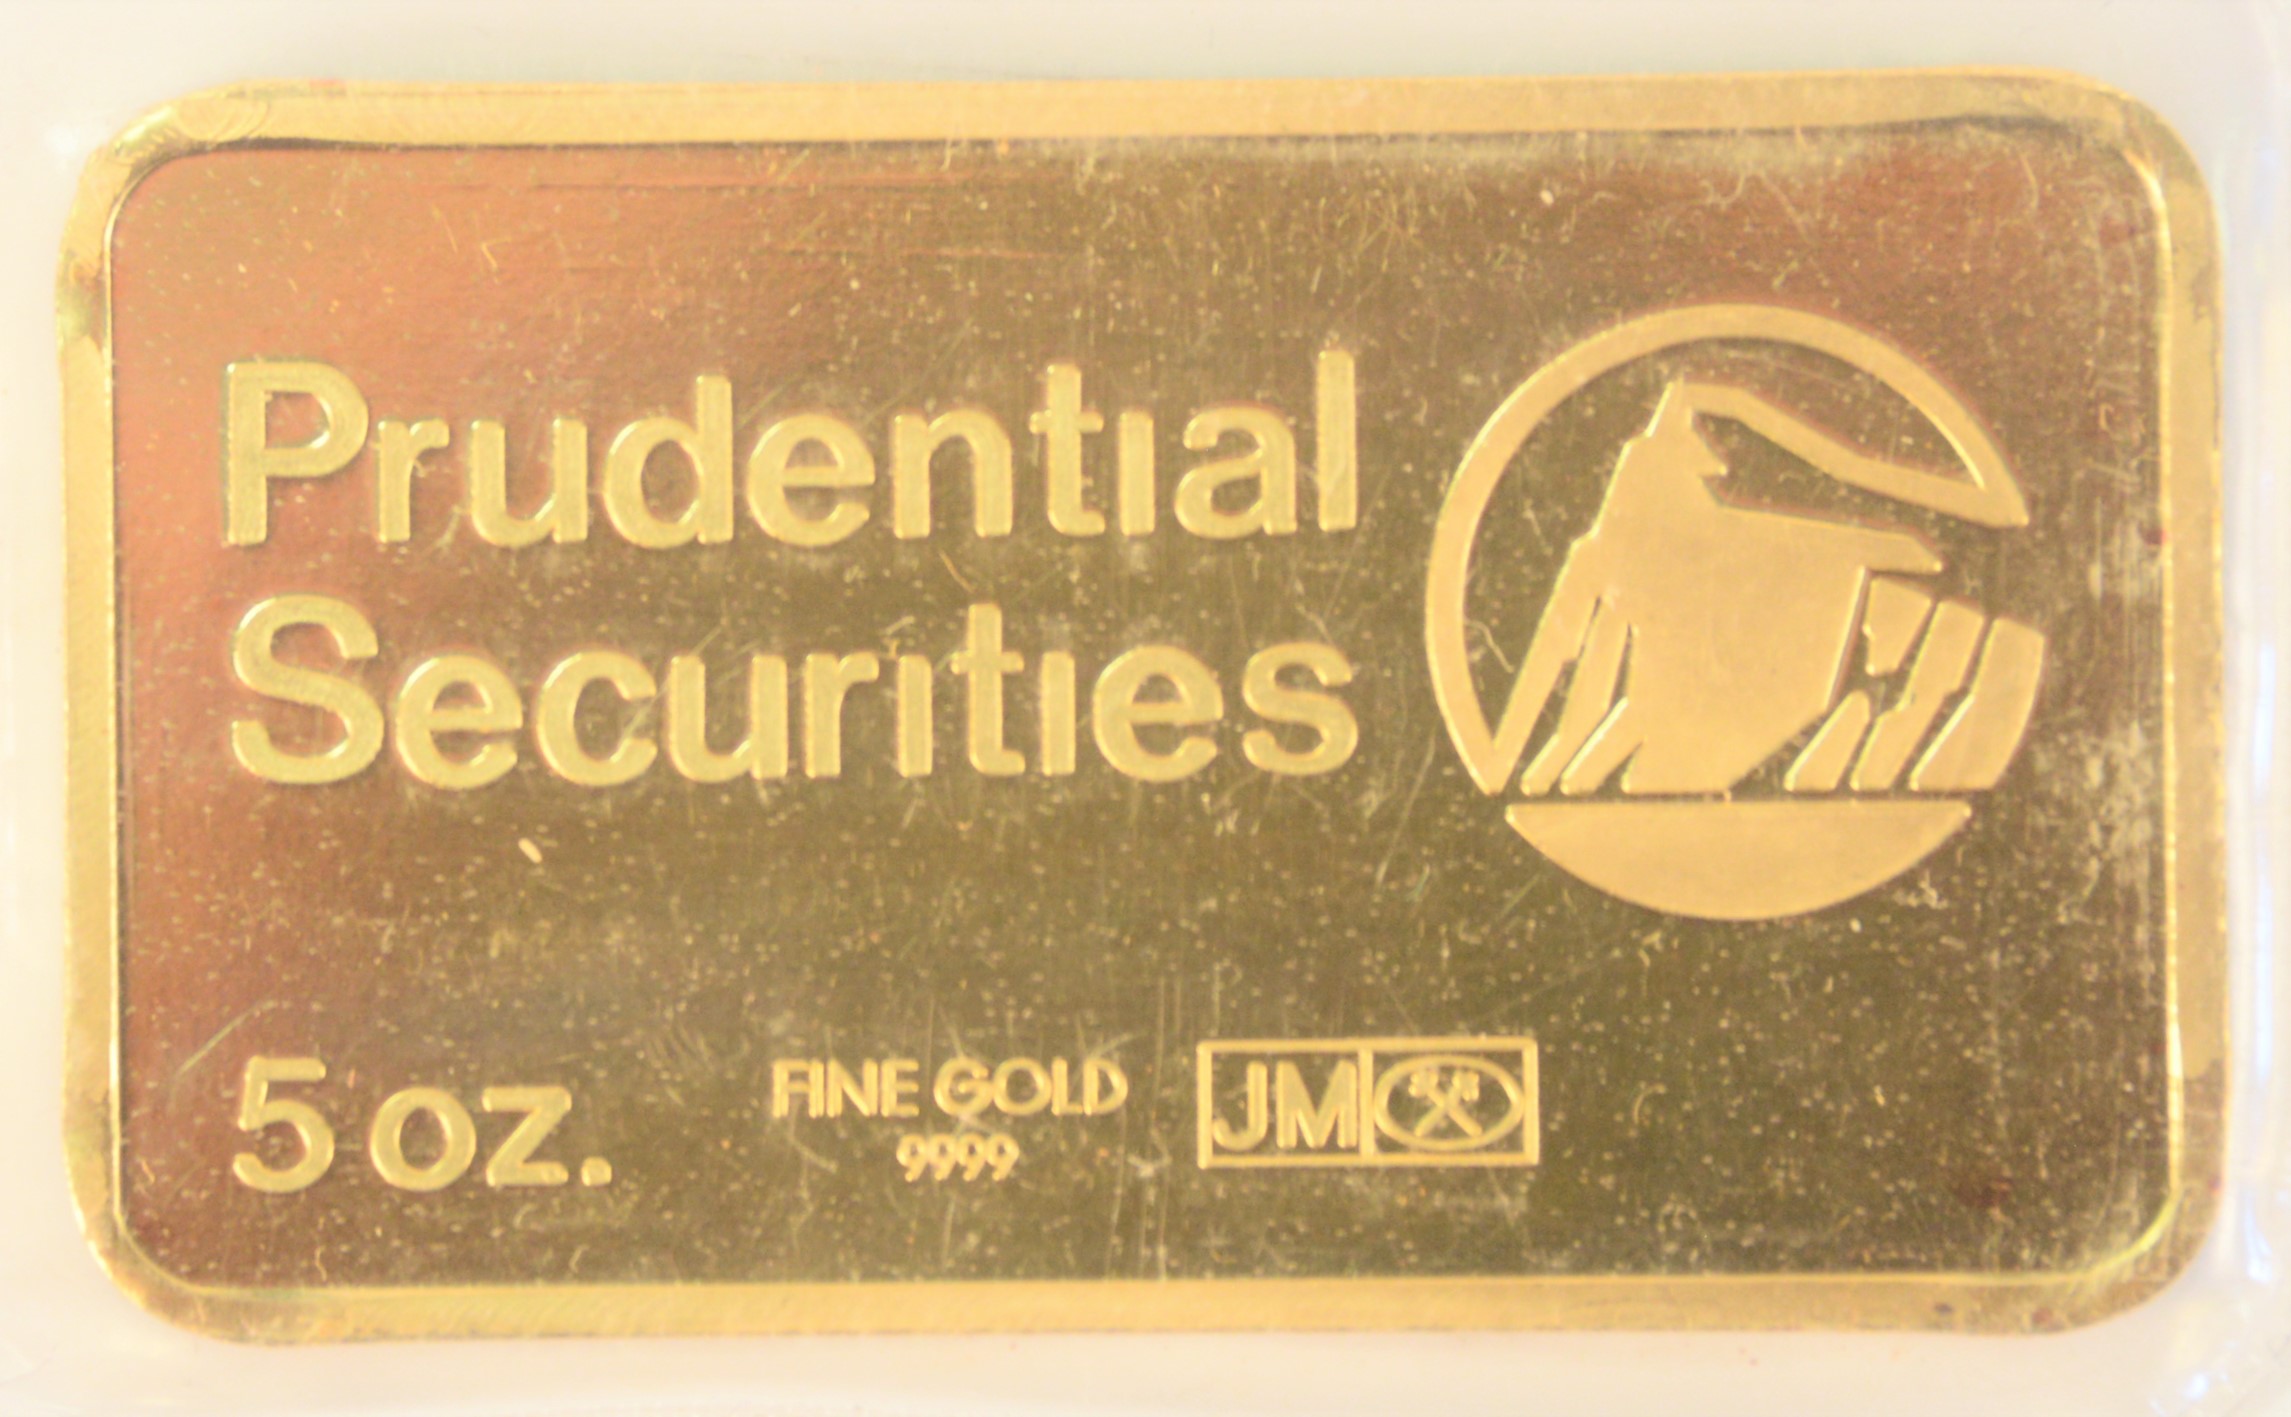 Prudential
Securities
5 oz.
FINE GOLD
9999
JM